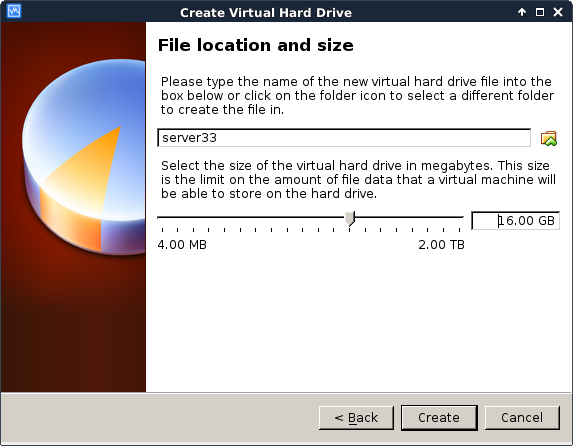 Create Virtual Hard Drive
File location and size
Please type the name of the new virtual hard drive file into the
box below or click on the folder icon to select a different folder
to create the file in.
server33
Select the size of the virtual hard drive in megabytes. This size
is the limit on the amount of file data that a virtual machine will
be able to store on the hard drive.
16.00 GB
4.00 MB 2.00 TB
< Back Create Cancel